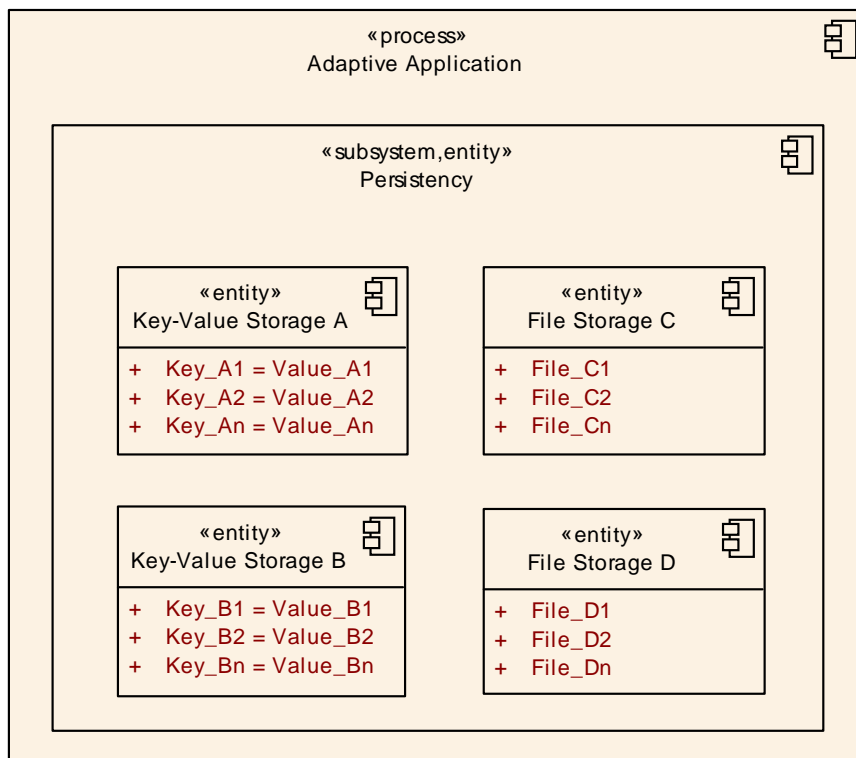 «process»
Adaptive Application
«subsystem,entity»
Persistency
«entity»
Key-Value Storage A
+ Key_A1 = Value_A1
+ Key_A2 = Value_A2
+ Key_An = Value_An
«entity»
File Storage C
+ File_C1
+ File_C2
+ File_Cn
«entity»
Key-Value Storage B
+ Key_B1 = Value_B1
+ Key_B2 = Value_B2
+ Key_Bn = Value_Bn
«entity»
File Storage D
+ File_D1
+ File_D2
+ File_Dn